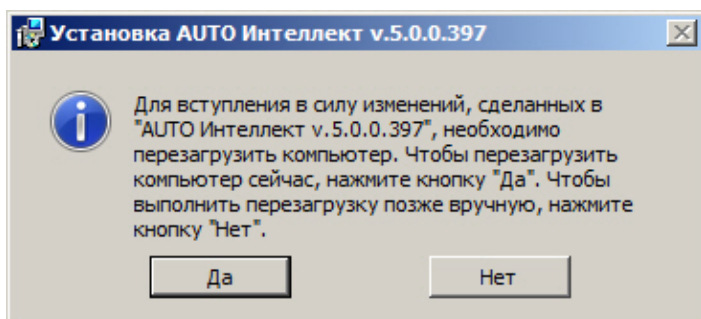 Установка AUTO Интеллект v.5.0.0.397
Для вступления в силу изменений, сделанных в
"AUTO Интеллект v.5.0.0.397", необходимо
перезагрузить компьютер. Чтобы перезагрузить
компьютер сейчас, нажмите кнопку "Да". Чтобы
выполнить перезагрузку позже вручную, нажмите
кнопку "Нет".
Да
Нет